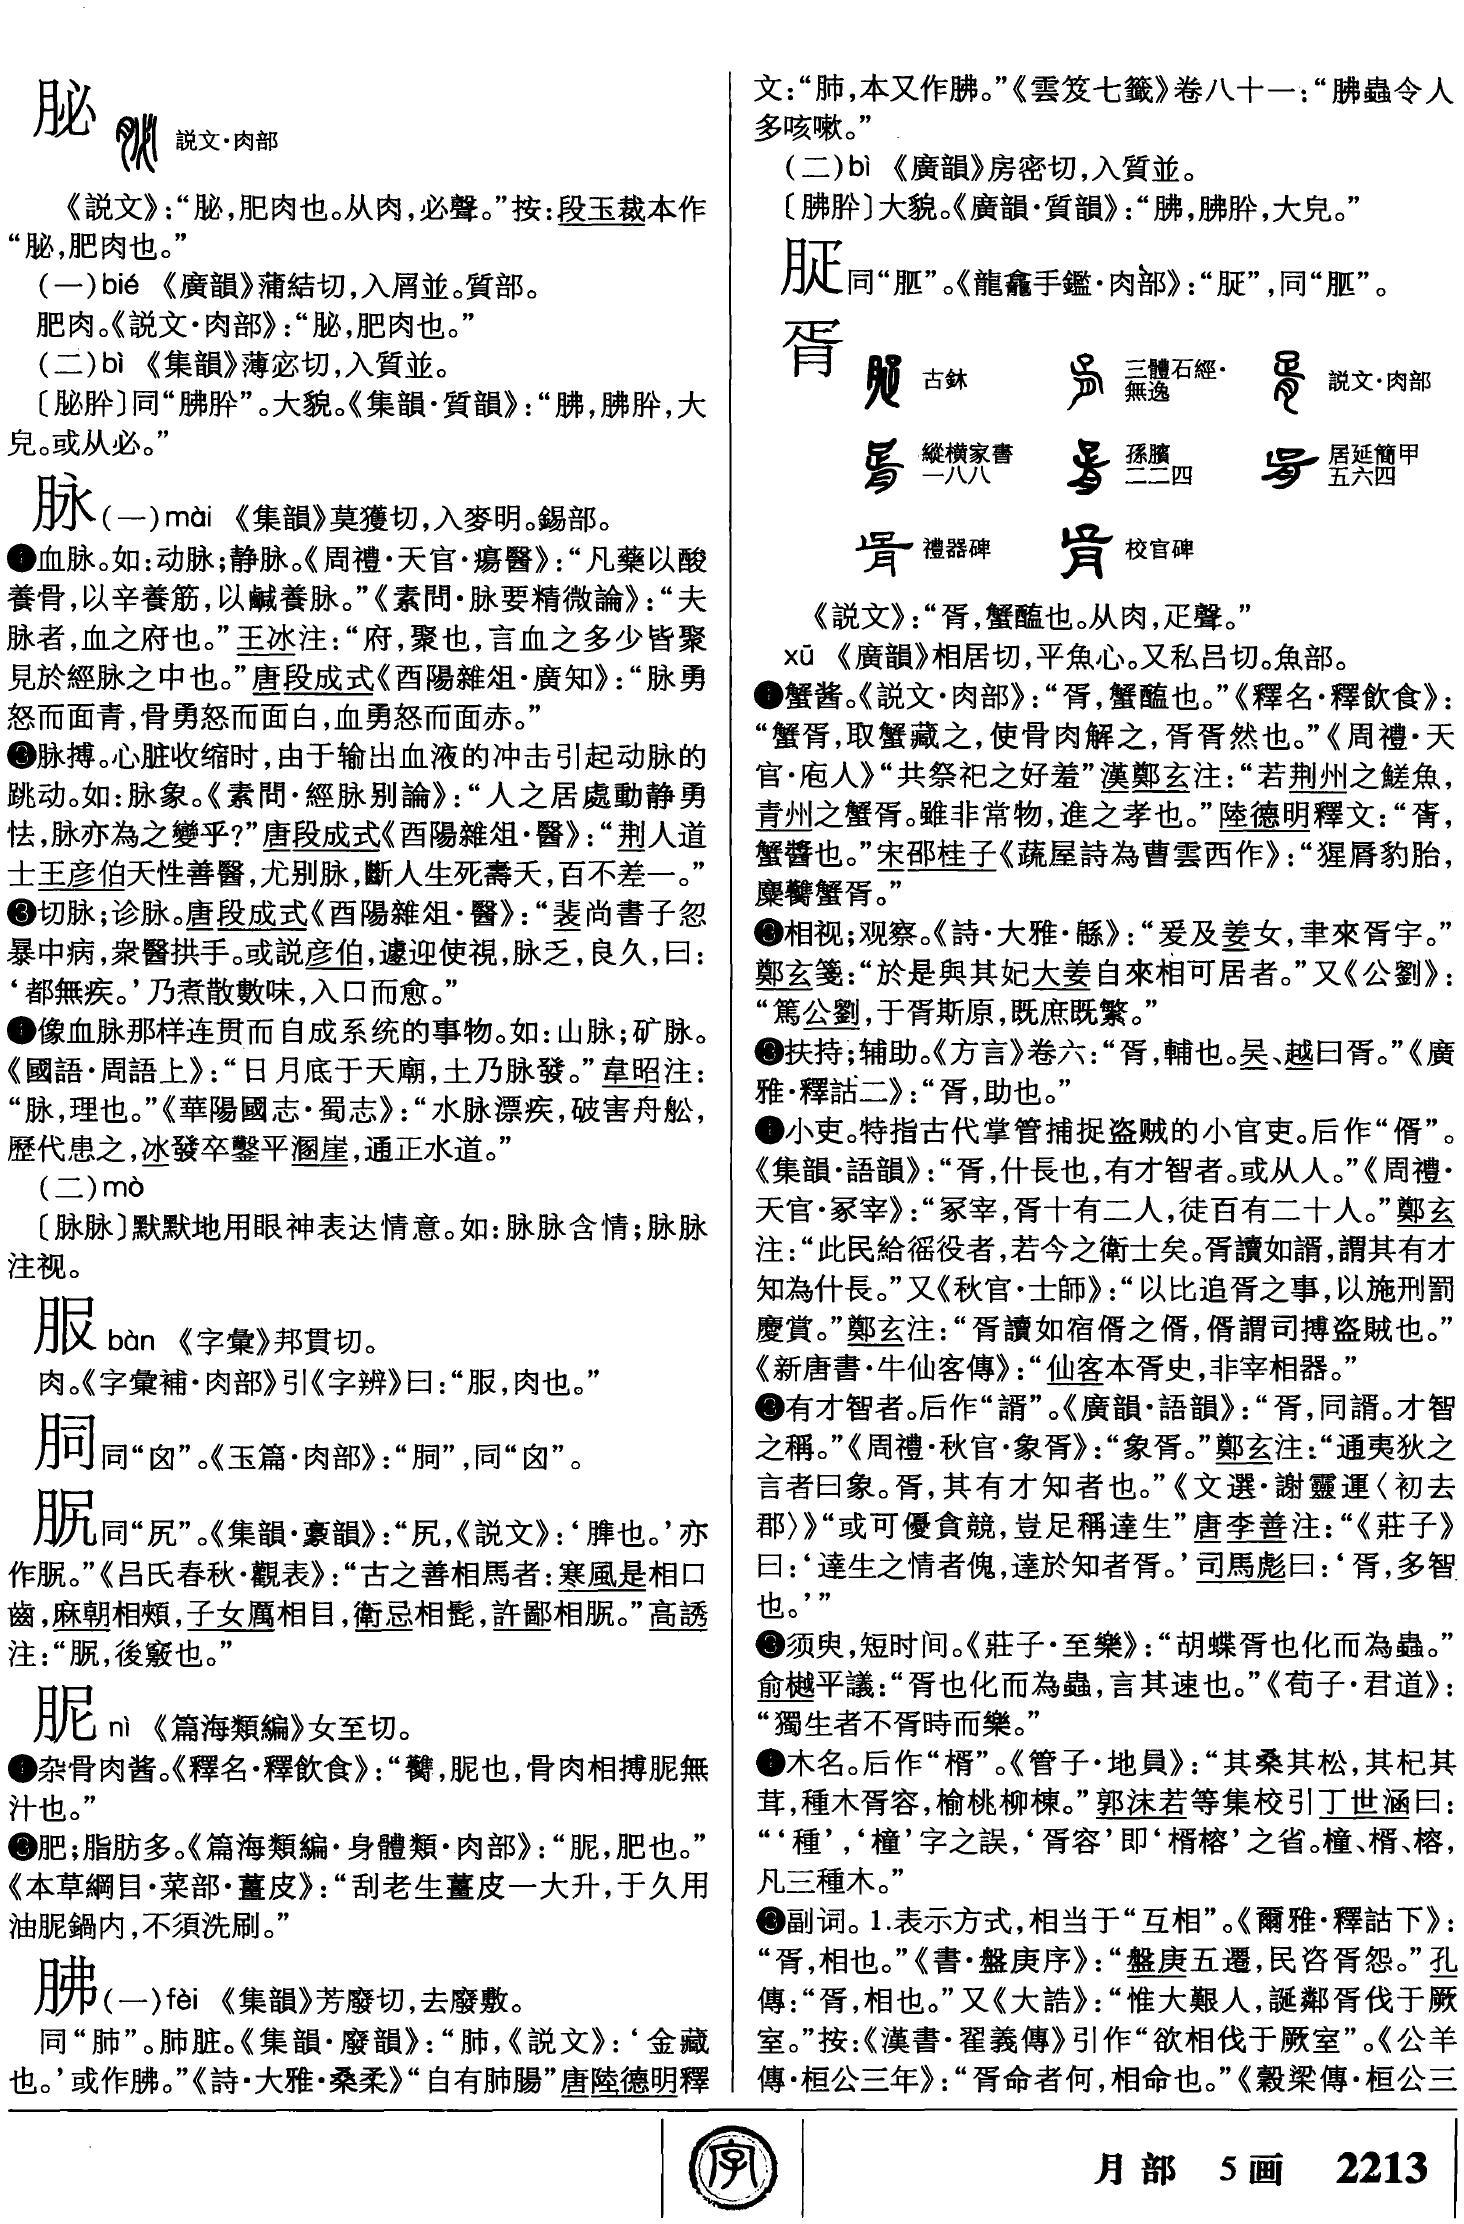 胇
説文·肉部
《説文》：“胇，肥肉也。从肉，必聲。”按：段玉裁本作
“胇，肥肉也。”
(一)bié 《廣韻》蒲結切，入屑並。質部。
肥肉。《説文·肉部》：“胇，肥肉也。”
(二)bì 《集韻》薄宓切，入質並。
〔胇肸〕同“胇肸”。大貌。《集韻·質韻》：“胇，胇肸，大
皃。或从必。”
脉(一)mài 《集韻》莫獲切，入麥明。錫部。
❶血脉。如：动脉；静脉。《周禮·天官·瘍醫》：“凡藥以酸
養骨，以辛養筋，以鹹養脉。”《素問·脉要精微論》：“夫
脉者，血之府也。”王冰注：“府，聚也，言血之多少皆聚
見於經脉之中也。”唐段成式《酉陽雜俎·廣知》：“脉勇
怒而面青，骨勇怒而面白，血勇怒而面赤。”
❷脉搏。心脏收缩时，由于输出血液的冲击引起动脉的
跳动。如：脉象。《素問·經脉别論》：“人之居處動静勇
怯，脉亦為之變乎?”唐段成式《酉陽雜俎·醫》：“荆人道
士王彦伯天性善醫，尤别脉，斷人生死壽夭，百不差一。”
❸切脉；诊脉。唐段成式《酉陽雜俎·醫》：“裴尚書子忽
暴中病，衆醫拱手。或説彦伯，遽迎使視，脉乏，良久，曰：
‘都無疾。’乃煮散數味，入口而愈。”
❹像血脉那样连贯而自成系统的事物。如：山脉；矿脉。
《國語·周語上》：“日月底于天廟，土乃脉發。”韋昭注：
“脉，理也。”《華陽國志·蜀志》：“水脉漂疾，破害舟舩，
歷代患之，冰發卒鑿平溷崖，通正水道。”
(二)mò
〔脉脉〕默默地用眼神表达情意。如：脉脉含情；脉脉
注视。
服 bàn 《字彙》邦貫切。
肉。《字彙補·肉部》引《字辨》曰：“服，肉也。”
胴同“囟”。《玉篇·肉部》：“胴”，同“囟”。
脵同“尻”。《集韻·豪韻》：“尻，《説文》：‘脾也。’亦
作𦙷。”《吕氏春秋·觀表》：“古之善相馬者：寒風是相口
齒，麻朝相頰，子女厲相目，衛忌相髭，許鄙相𦙷。”高誘
注：“𦙷，後竅也。”
胒 nì 《篇海類編》女至切。
❶杂骨肉酱。《釋名·釋飲食》：“臡，胒也，骨肉相搏胒無
汁也。”
❷肥；脂肪多。《篇海類編·身體類·肉部》：“胒，肥也。”
《本草綱目·菜部·薑皮》：“刮老生薑皮一大升，于久用
油胒鍋内，不須洗刷。”
胇(一)fèi 《集韻》芳廢切，去廢敷。
同“肺”。肺脏。《集韻·廢韻》：“肺，《説文》：‘金藏
也。’或作胇。”《詩·大雅·桑柔》“自有肺腸”唐陸德明釋
文：“肺，本又作胇。”《雲笈七籤》卷八十一：“胇蟲令人
多咳嗽。”
(二)bì 《廣韻》房密切，入質並。
〔胇肸〕大貌。《廣韻·質韻》：“胇，胇肸，大皃。”
同“脏”。《龍龕手鑑·肉部》：
胥
古鉥
三體石經·
無逸
説文·肉部
縱横家書
一八八
孫臏
二二四
居延簡甲
五六四
禮器碑
校官碑
《説文》：“胥，蟹醢也。从肉，疋聲。”
xū 《廣韻》相居切，平魚心。又私吕切。魚部。
❶蟹酱。《説文·肉部》：“胥，蟹醢也。”《釋名·釋飲食》：
“蟹胥，取蟹藏之，使骨肉解之，胥胥然也。”《周禮·天
官·庖人》“共祭祀之好羞”漢鄭玄注：“若荆州之䱹魚，
青州之蟹胥。雖非常物，進之孝也。”陸德明釋文：“胥，
蟹醬也。”宋邵桂子《蔬屋詩為曹雲西作》：“猩脣豹胎，
麋臡蟹胥。”
❷相视；观察。《詩·大雅·緜》：“爰及姜女，聿來胥宇。”
鄭玄箋：“於是與其妃大姜自來相可居者。”又《公劉》：
“篤公劉，于胥斯原，既庶既繁。”
❸扶持；辅助。《方言》卷六：“胥，輔也。吴、越曰胥。”《廣
雅·釋詁二》：“胥，助也。”
❹小吏。特指古代掌管捕捉盗贼的小官吏。后作“偦”。
《集韻·語韻》：“胥，什長也，有才智者。或从人。”《周禮·
天官·冢宰》：“冢宰，胥十有二人，徒百有二十人。”鄭玄
注：“此民給徭役者，若今之衛士矣。胥讀如諝，謂其有才
知為什長。”又《秋官·士師》：“以比追胥之事，以施刑罰
慶賞。”鄭玄注：“胥讀如宿偦之偦，偦謂司搏盗賊也。”
《新唐書·牛仙客傳》：“仙客本胥史，非宰相器。”
❺有才智者。后作“諝”。《廣韻·語韻》：“胥，同諝。才智
之稱。”《周禮·秋官·象胥》：“象胥。”鄭玄注：“通夷狄之
言者曰象。胥，其有才知者也。”《文選·謝靈運〈初去
郡〉》“或可優貪競，豈足稱達生”唐李善注：“《莊子》
曰：‘達生之情者傀，達於知者胥。’司馬彪曰：‘胥，多智
也。’”
❻须臾，短时间。《莊子·至樂》：“胡蝶胥也化而為蟲。”
俞樾平議：“胥也化而為蟲，言其速也。”《荀子·君道》：
“獨生者不胥時而樂。”
❼木名。后作“楈”。《管子·地員》：“其桑其松，其杞其
茸，種木胥容，榆桃柳楝。”郭沫若等集校引丁世涵曰：
“‘種’，‘橦’字之誤，‘胥容’即‘楈榕’之省。橦、楈、榕，
凡三種木。”
❽副词。1.表示方式，相当于“互相”。《爾雅·釋詁下》：
“胥，相也。”《書·盤庚序》：“盤庚五遷，民咨胥怨。”孔
傳：“胥，相也。”又《大誥》：“惟大艱人，誕鄰胥伐于厥
室。”按：《漢書·翟義傳》引作“欲相伐于厥室”。《公羊
傳·桓公三年》：“胥命者何，相命也。”《穀梁傳·桓公三
字
月部 5画 2213